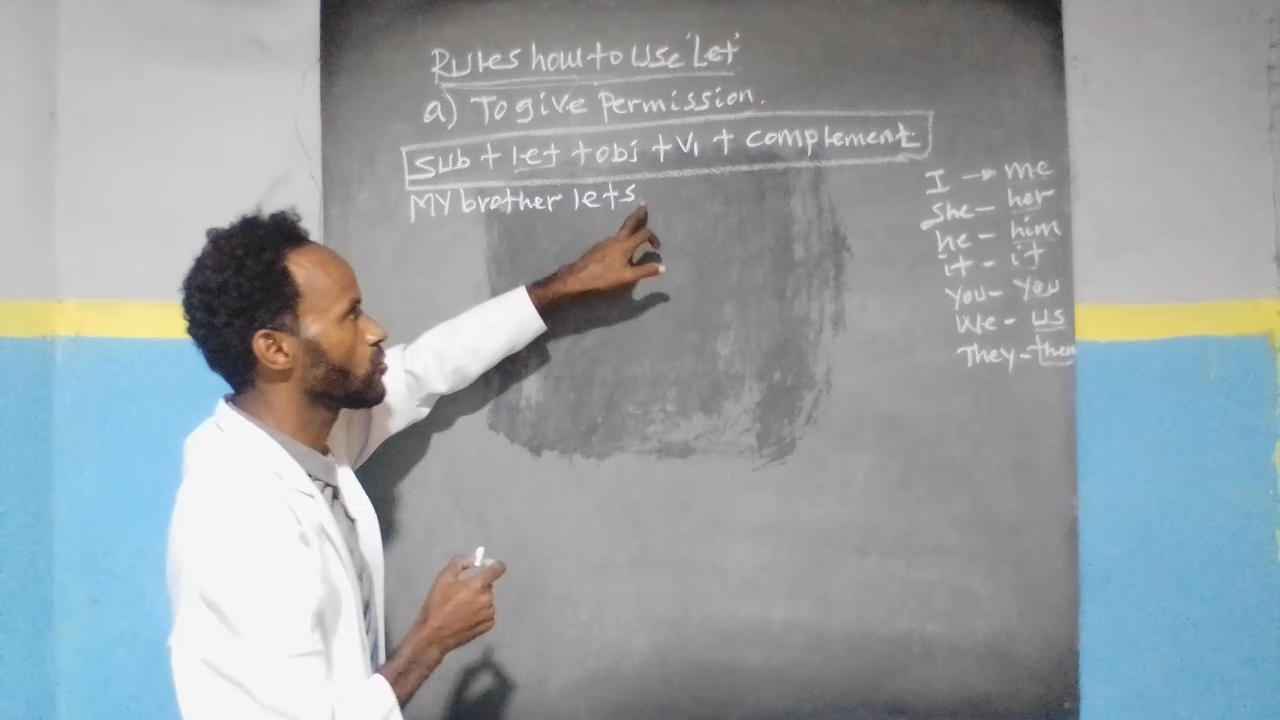 Rules how to use 'Let'
a) To give Permission.
Sub + let + obj + V1 + complement.
MY brother lets.
I → me
She - her
he - him
it - it
You - You
We - us
They - them